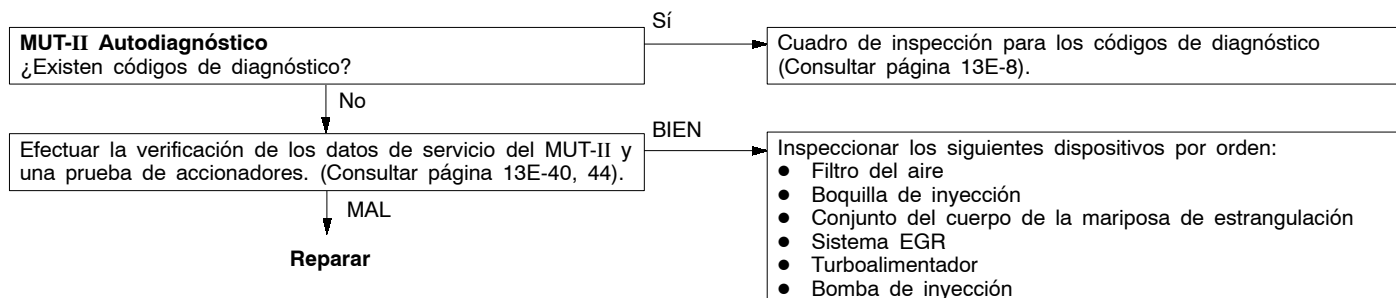 MUT-II Autodiagnóstico
¿Existen códigos de diagnóstico?
Sí
Cuadro de inspección para los códigos de diagnóstico
(Consultar página 13E-8).
No
Efectuar la verificación de los datos de servicio del MUT-II y
una prueba de accionadores. (Consultar página 13E-40, 44).
BIEN
Inspeccionar los siguientes dispositivos por orden:
● Filtro del aire
● Boquilla de inyección
● Conjunto del cuerpo de la mariposa de estrangulación
● Sistema EGR
● Turboalimentador
● Bomba de inyección
MAL
Reparar